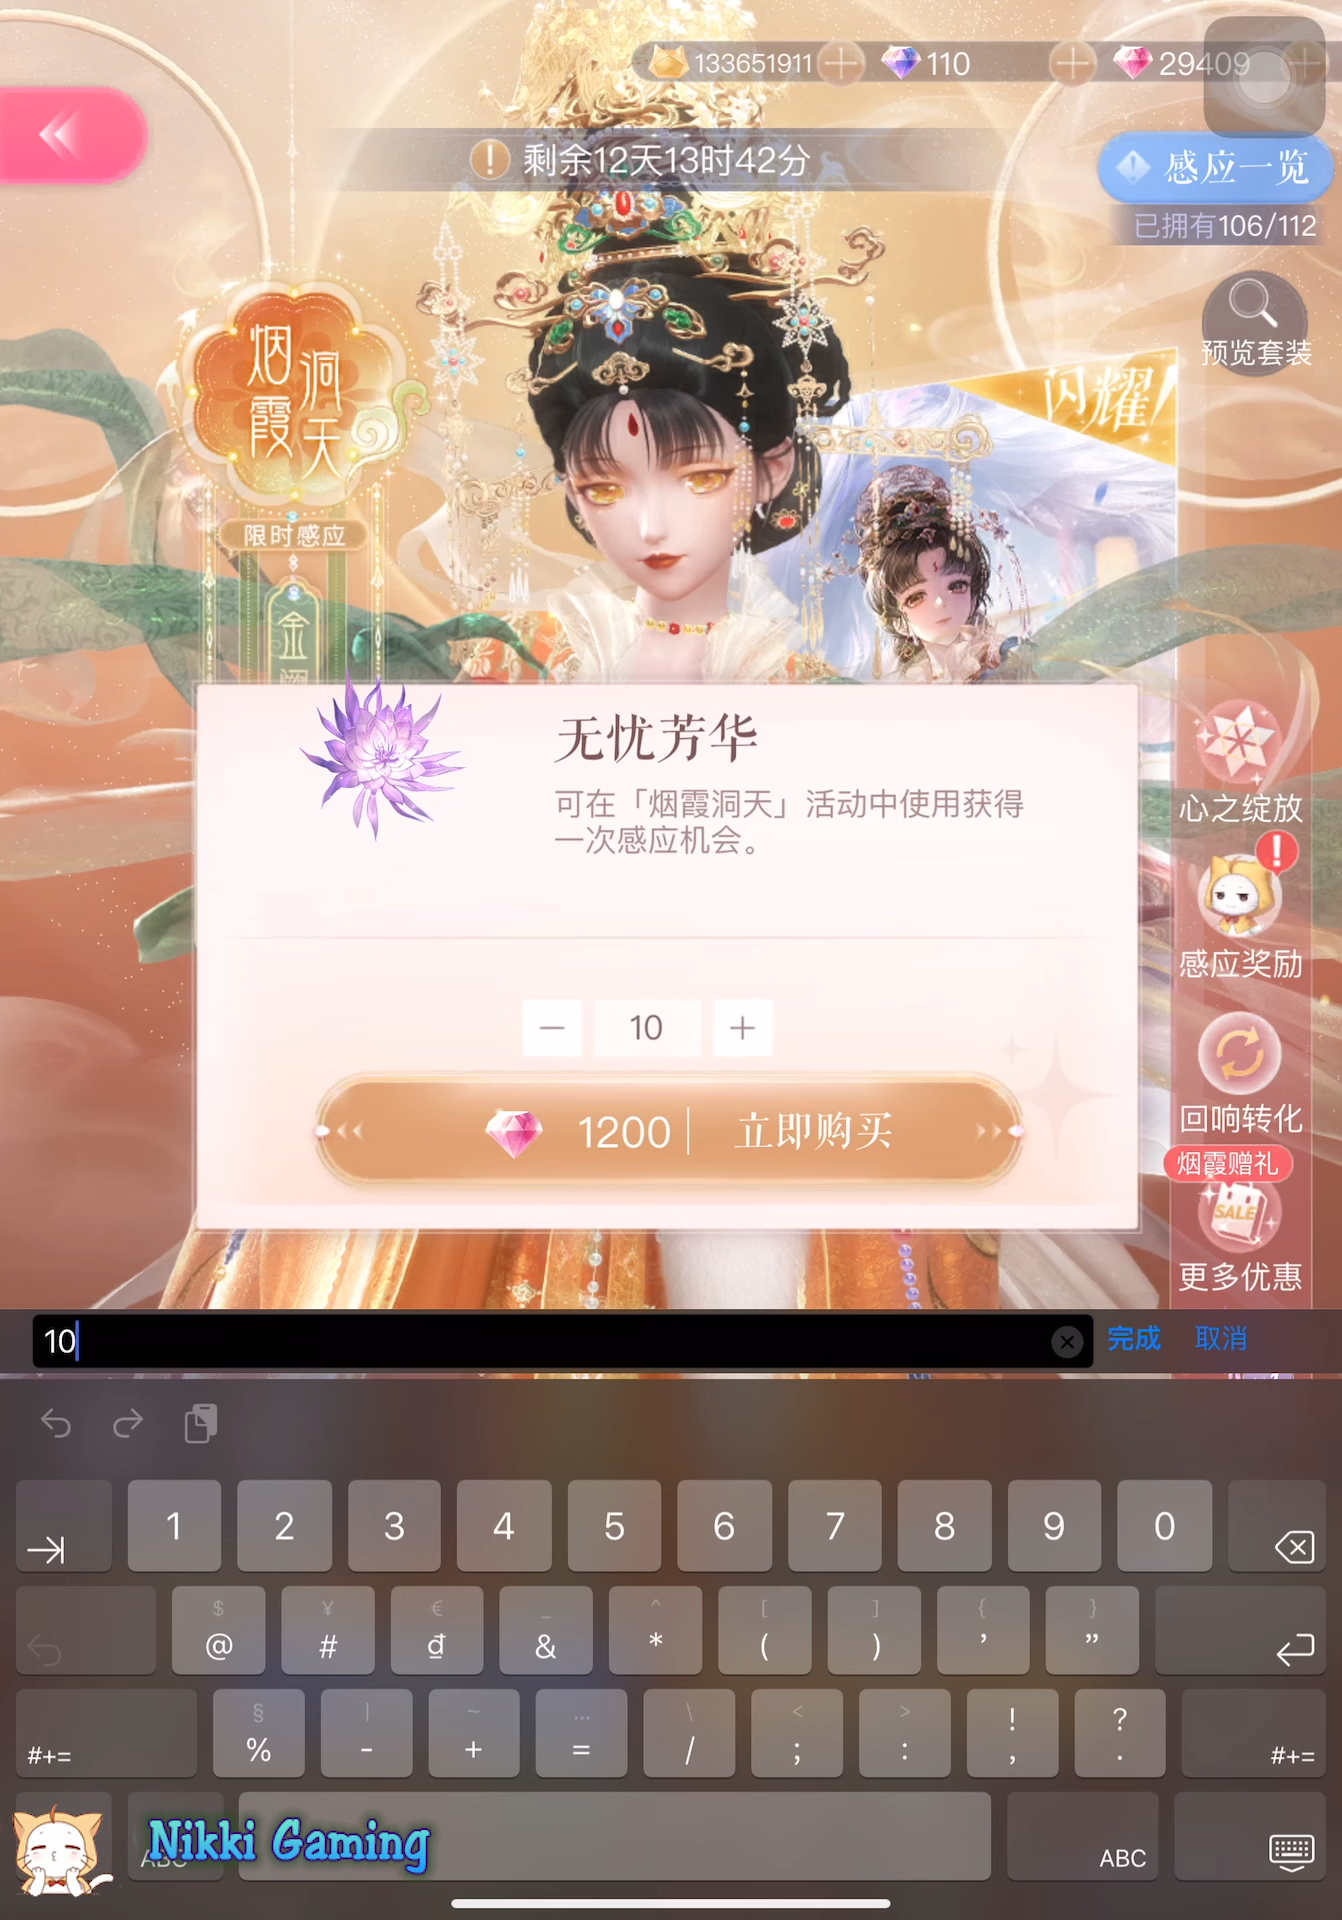 133651911
110
29409
剩余12天13时42分
感应一览
已拥有106/112
预览套装
烟霞
洞天
限时感应
金
闪耀
无忧芳华
可在「烟霞洞天」活动中使用获得
一次感应机会。
10
1200
立即购买
心之绽放
感应奖励
回响转化
烟霞赠礼
SALE
更多优惠
10
完成
取消
1 2 3 4 5 6 7 8 9 0
$ ¥ € _ ^ [ ] { }
@ # ₫ & * ( ) ’ ”
§ | ~ … \ < > ! ?
#+= % - + = / ; : , . #+=
ABC
Nikki Gaming
ABC